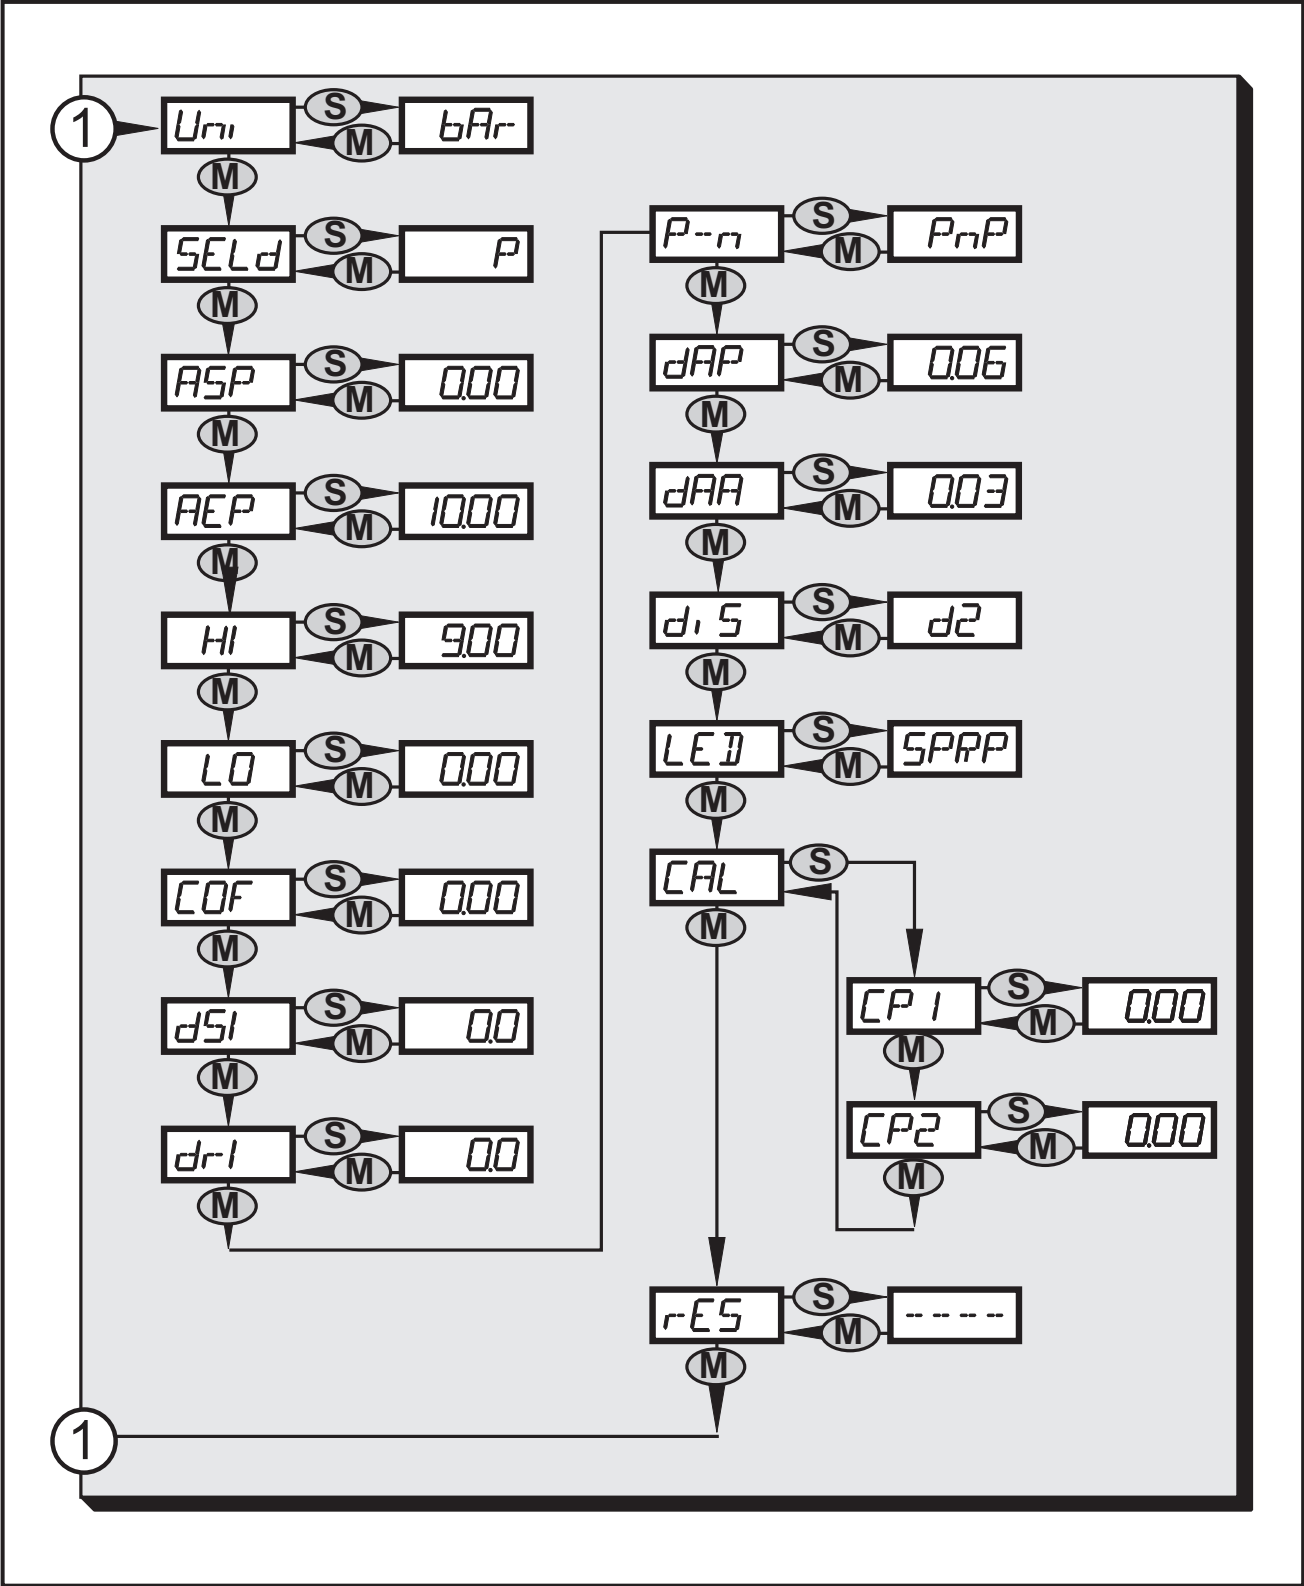 1 Uni S bAr
M
M
SELd S P
M
M
ASP S 0.00
M
M
AEP S 10.00
M
M
HI S 9.00
M
M
LO S 0.00
M
M
COF S 0.00
M
M
dS1 S 0.0
M
M
dr1 S 0.0
M
M
P-n S PnP
M
M
dAP S 0.06
M
M
dAA S 0.03
M
M
diS S d2
M
M
LED S SPRP
M
M
CAL S
M
CP1 S 0.00
M
M
CP2 S 0.00
M
M
rES S ----
M
M
1